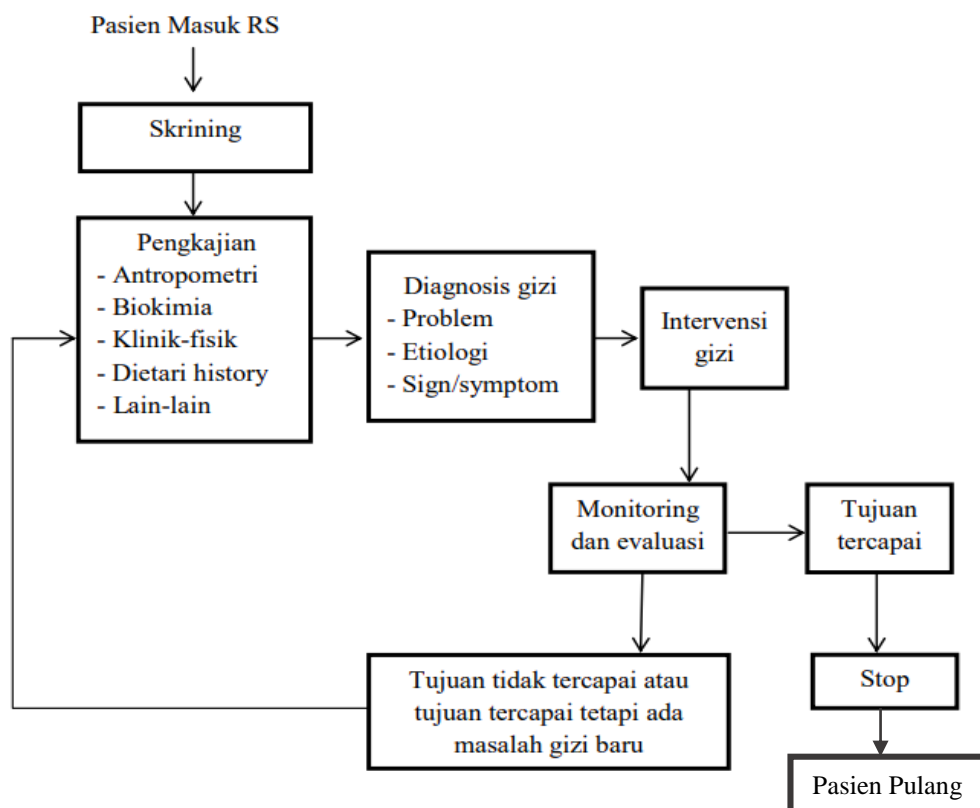 Pasien Masuk RS
Skrining
Pengkajian
- Antropometri
- Biokimia
- Klinik-fisik
- Dietari history
- Lain-lain
Diagnosis gizi
- Problem
- Etiologi
- Sign/symptom
Intervensi
gizi
Monitoring
dan evaluasi
Tujuan
tercapai
Tujuan tidak tercapai atau
tujuan tercapai tetapi ada
masalah gizi baru
Stop
Pasien Pulang